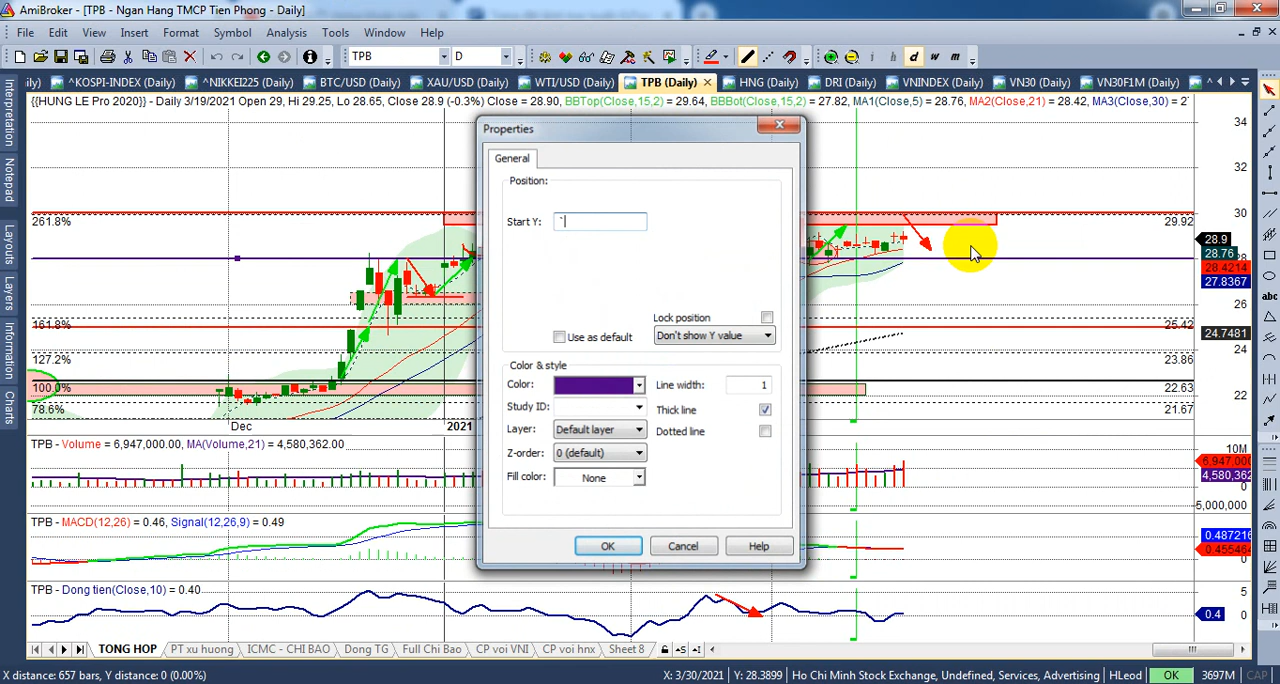 AmiBroker - [TPB - Ngan Hang TMCP Tien Phong - Daily]
File Edit View Insert Format Symbol Analysis Tools Window Help
TPB D i h d w m
ily) ^KOSPI-INDEX (Daily) ^NIKKEI225 (Daily) BTC/USD (Daily) XAU/USD (Daily) WTI/USD (Daily) TPB (Daily) HNG (Daily) DRI (Daily) VNINDEX (Daily) VN30 (Daily) VN30F1M (Daily)
{{HUNG LE Pro 2020}} - Daily 3/19/2021 Open 29, Hi 29.25, Lo 28.65, Close 28.9 (-0.3%) Close = 28.90, BBTop(Close,15,2) = 29.64, BBBot(Close,15,2) = 27.82, MA1(Close,5) = 28.76, MA2(Close,21) = 28.42, MA3(Close,30) = 2
Interpretation
Notepad
Layouts
Layers
Information
Charts
Properties
General
Position:
Start Y: `
Lock position
Use as default
Don't show Y value
Color & style
Color:
Line width: 1
Study ID:
Thick line
Layer: Default layer
Dotted line
Z-order: 0 (default)
Fill color: None
OK Cancel Help
261.8%
161.8%
127.2%
100.0%
78.6%
34
32
30
29.92
28.9
28.76
28.4214
27.8367
26
25.42
24.7481
24
23.86
22.63
22
21.67
Dec 2021
TPB - Volume = 6,947,000.00, MA(Volume,21) = 4,580,362.00
10M
6,947,000
4,580,362
5,000,000
TPB - MACD(12,26) = 0.46, Signal(12,26,9) = 0.49
0.487216
0.455464
TPB - Dong tien(Close,10) = 0.40
5
0.4
0
TONG HOP PT xu huong ICMC - CHI BAO Dong TG Full Chi Bao CP voi VNI CP voi hnx Sheet 8
X distance: 657 bars, Y distance: 0 (0.00%) X: 3/30/2021 Y: 28.3899 Ho Chi Minh Stock Exchange, Undefined, Services, Advertising HLeod OK 3697M CAP
abc